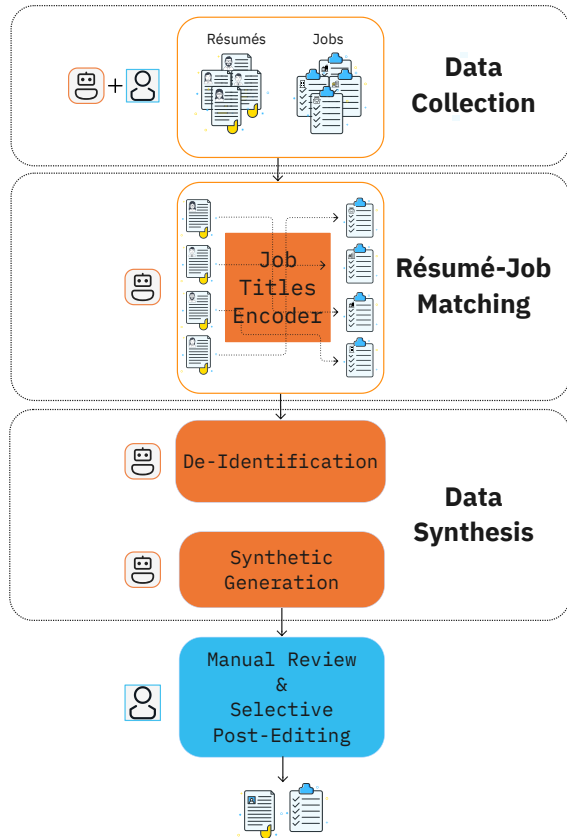 Résumés
Jobs
+
Data
Collection
Job
Titles
Encoder
Résumé-Job
Matching
De-Identification
Data
Synthesis
Synthetic
Generation
Manual Review
&
Selective
Post-Editing